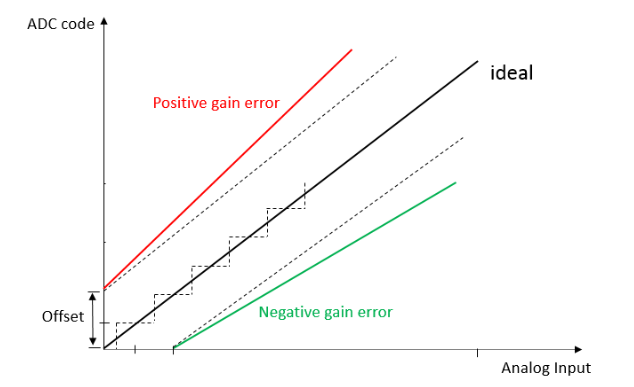 ADC code
ideal
Positive gain error
Offset
Negative gain error
Analog Input